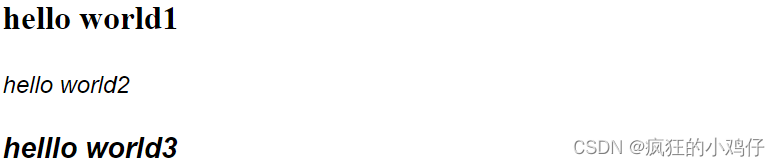 hello world1
hello world2
helllo world3
CSDN @疯狂的小鸡仔